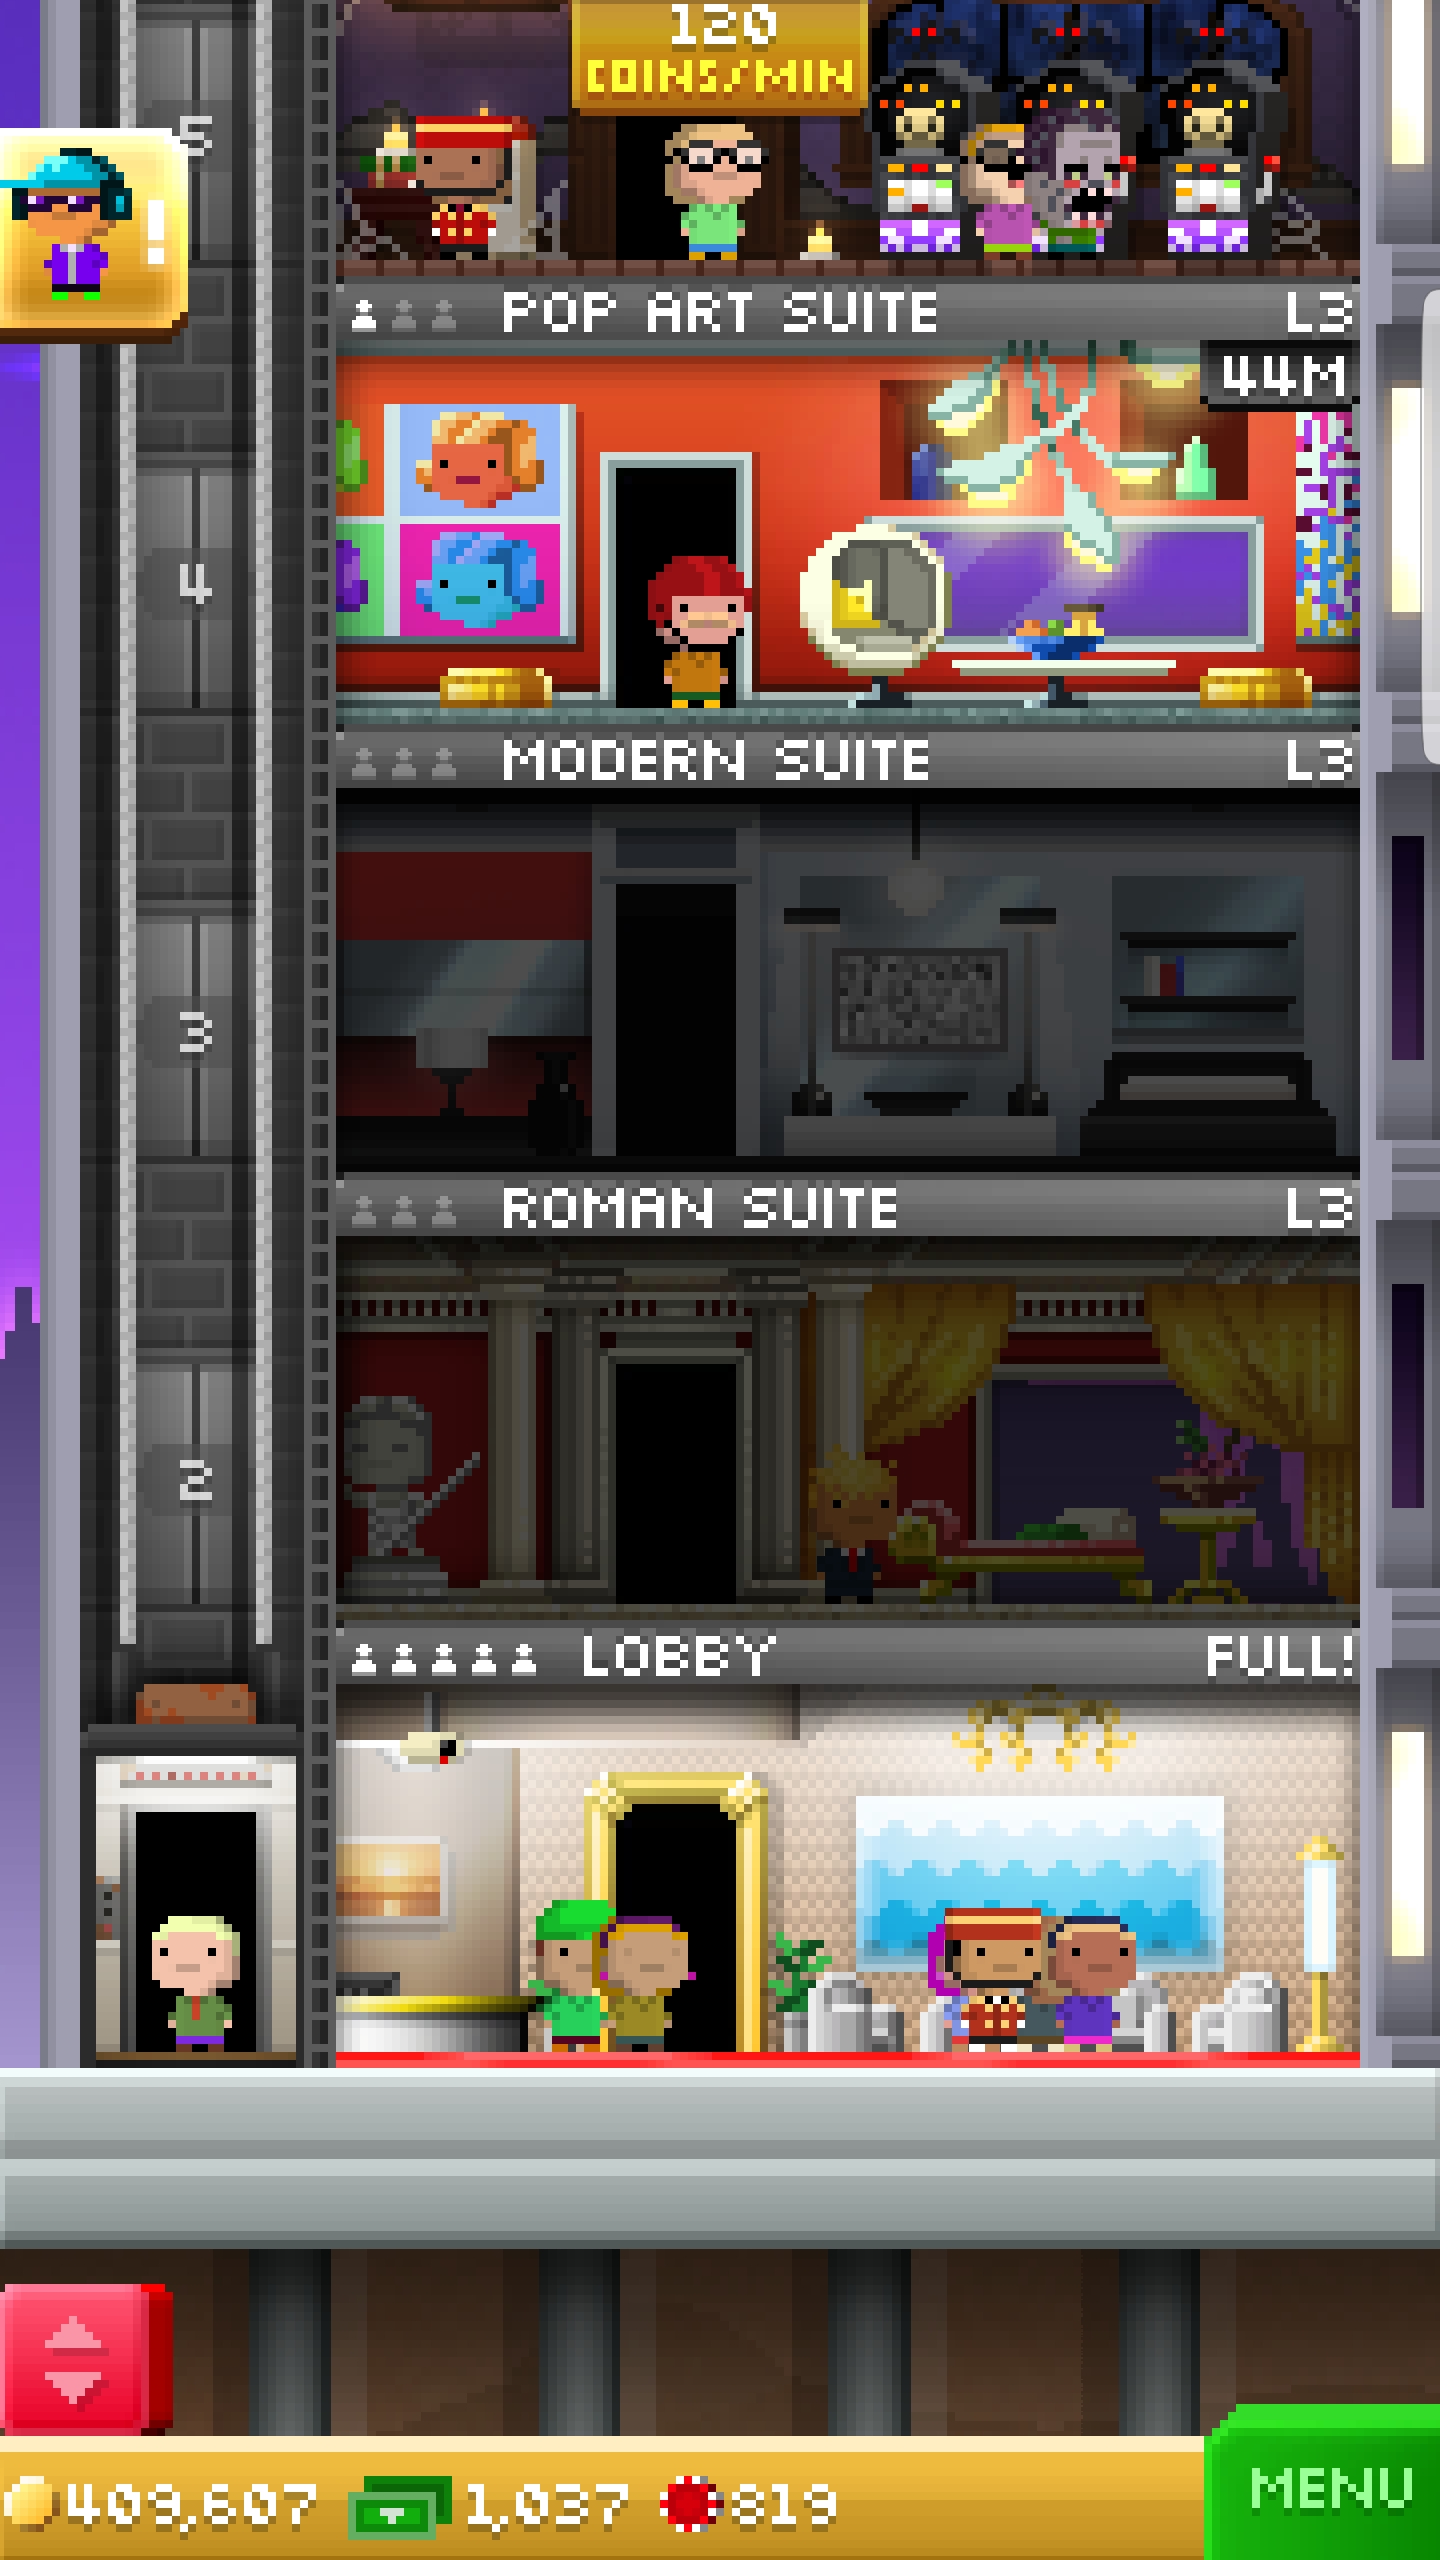 120
COINS/MIN
5
!
POP ART SUITE L3
44M
4
MODERN SUITE L3
3
ROMAN SUITE L3
2
LOBBY FULL!
409,607 1,037 819
MENU